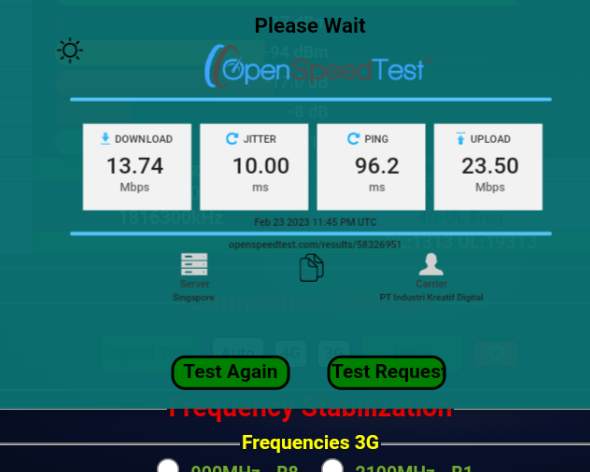 Please Wait
-94 dBm
OpenSpeedTest
17.0 dB
-8 dB
DOWNLOAD JITTER PING UPLOAD
13.74 10.00 96.2 23.50
Mbps ms ms Mbps
1816300kHz
Feb 23 2023 11:45 PM UTC
openspeedtest.com/results/58326951
Server Carrier
Singapore PT Industri Kreatif Digital
Auto 4G 3G
Test Again Test Reques
Frequency Stabilization
Frequencies 3G
900MHz - B8 2100MHz - B1